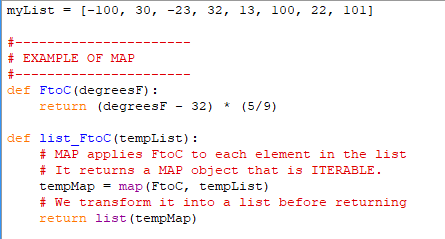 myList = [-100, 30, -23, 32, 13, 100, 22, 101]

#----------------------
# EXAMPLE OF MAP
#----------------------
def FtoC(degreesF):
    return (degreesF - 32) * (5/9)

def list_FtoC(tempList):
    # MAP applies FtoC to each element in the list
    # It returns a MAP object that is ITERABLE.
    tempMap = map(FtoC, tempList)
    # We transform it into a list before returning
    return list(tempMap)